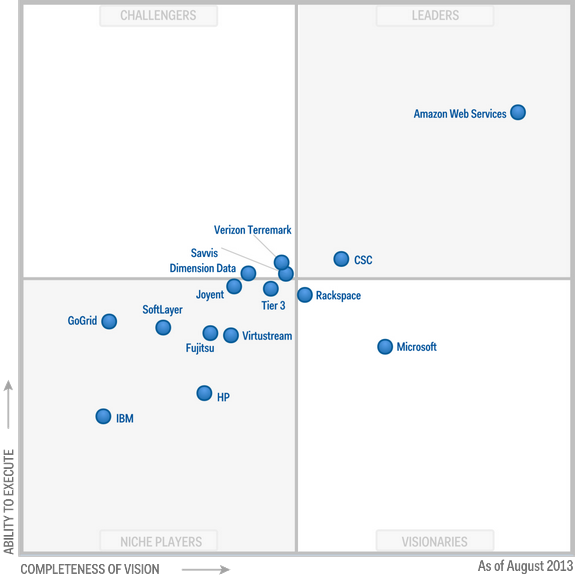 CHALLENGERS
LEADERS
Amazon Web Services
Verizon Terremark
Savvis
CSC
Dimension Data
Joyent
Tier 3
Rackspace
SoftLayer
GoGrid
Fujitsu
Virtustream
Microsoft
HP
IBM
ABILITY TO EXECUTE
NICHE PLAYERS
VISIONARIES
COMPLETENESS OF VISION
As of August 2013